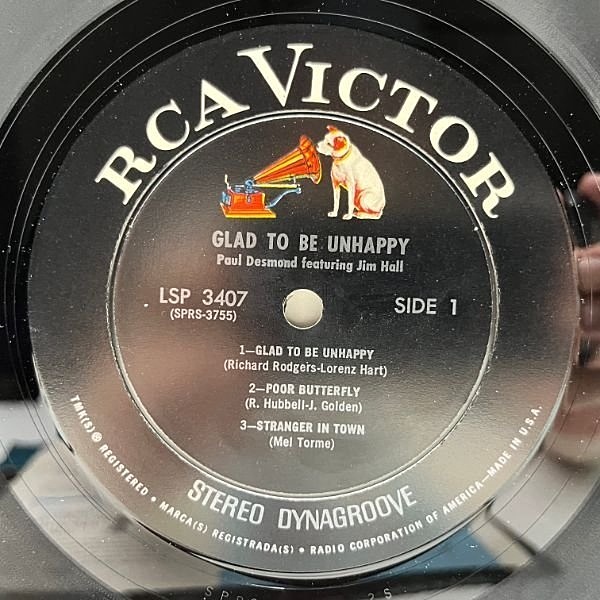 RCA VICTOR
GLAD TO BE UNHAPPY
Paul Desmond featuring Jim Hall
LSP 3407
(SPRS-3755)
SIDE 1
1—GLAD TO BE UNHAPPY
(Richard Rodgers-Lorenz Hart)
2—POOR BUTTERFLY
(R. Hubbell-J. Golden)
3—STRANGER IN TOWN
(Mel Torme)
STEREO DYNAGROOVE
TMK(S)® REGISTERED • MARCA(S) REGISTRADA(S) • RADIO CORPORATION OF AMERICA—MADE IN U.S.A.